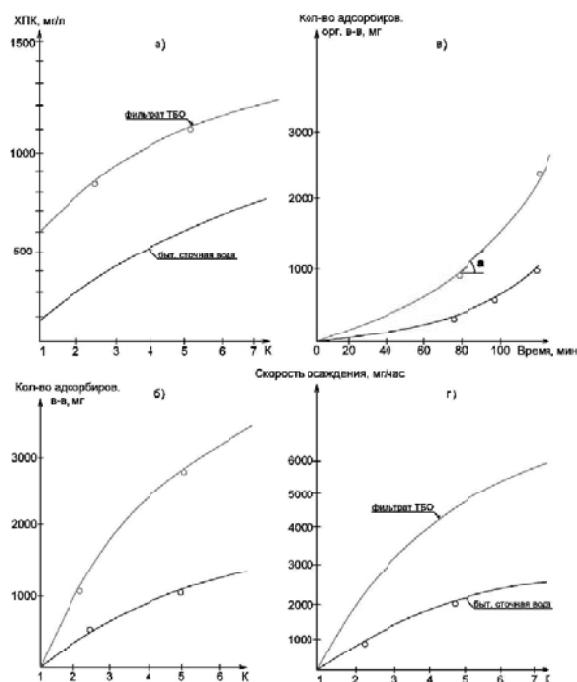 ХПК, мг/л
а)
1500
1000
500
фильтрат ТБО
быт. сточная вода
1 2 3 4 5 6 7 К
Кол-во адсорбиров.
орг. в-в, мг
в)
3000
2000
1000
а
0 20 40 60 80 100 Время, мин
Кол-во адсорбиров.
в-в, мг
б)
3000
2000
1000
1 2 3 4 5 6 К
Скорость осаждения, мг/час
г)
6000
5000
4000
3000
2000
1000
фильтрат ТБО
быт. сточная вода
1 2 3 4 5 6 7